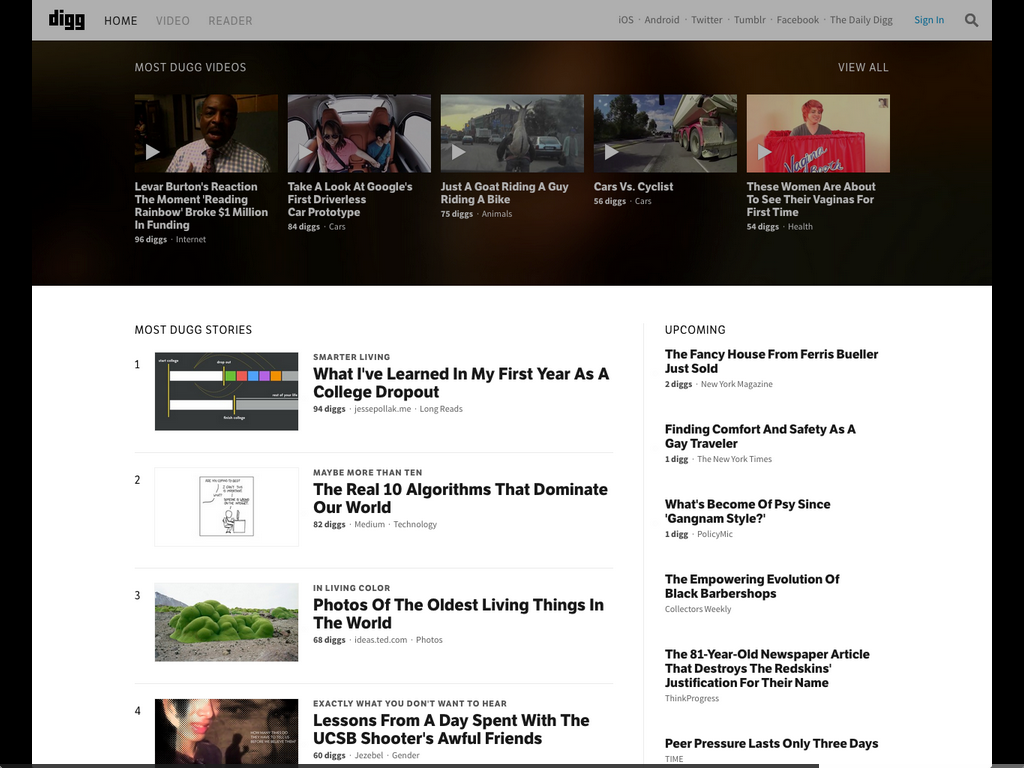 digg HOME VIDEO READER iOS · Android · Twitter · Tumblr · Facebook · The Daily Digg Sign In
MOST DUGG VIDEOS VIEW ALL
Levar Burton's Reaction
The Moment 'Reading
Rainbow' Broke $1 Million
In Funding
96 diggs · Internet
Take A Look At Google's
First Driverless
Car Prototype
84 diggs · Cars
Just A Goat Riding A Guy
Riding A Bike
75 diggs · Animals
Cars Vs. Cyclist
56 diggs · Cars
These Women Are About
To See Their Vaginas For
First Time
54 diggs · Health
MOST DUGG STORIES
1
start college
drop out
rest of your life
finish college
SMARTER LIVING
What I've Learned In My First Year As A
College Dropout
94 diggs · jessepollak.me · Long Reads
2
MAYBE MORE THAN TEN
The Real 10 Algorithms That Dominate
Our World
82 diggs · Medium · Technology
3
IN LIVING COLOR
Photos Of The Oldest Living Things In
The World
68 diggs · ideas.ted.com · Photos
4
EXACTLY WHAT YOU DON'T WANT TO HEAR
Lessons From A Day Spent With The
UCSB Shooter's Awful Friends
60 diggs · Jezebel · Gender
UPCOMING
The Fancy House From Ferris Bueller
Just Sold
2 diggs · New York Magazine
Finding Comfort And Safety As A
Gay Traveler
1 digg · The New York Times
What's Become Of Psy Since
'Gangnam Style?'
1 digg · PolicyMic
The Empowering Evolution Of
Black Barbershops
Collectors Weekly
The 81-Year-Old Newspaper Article
That Destroys The Redskins'
Justification For Their Name
ThinkProgress
Peer Pressure Lasts Only Three Days
TIME